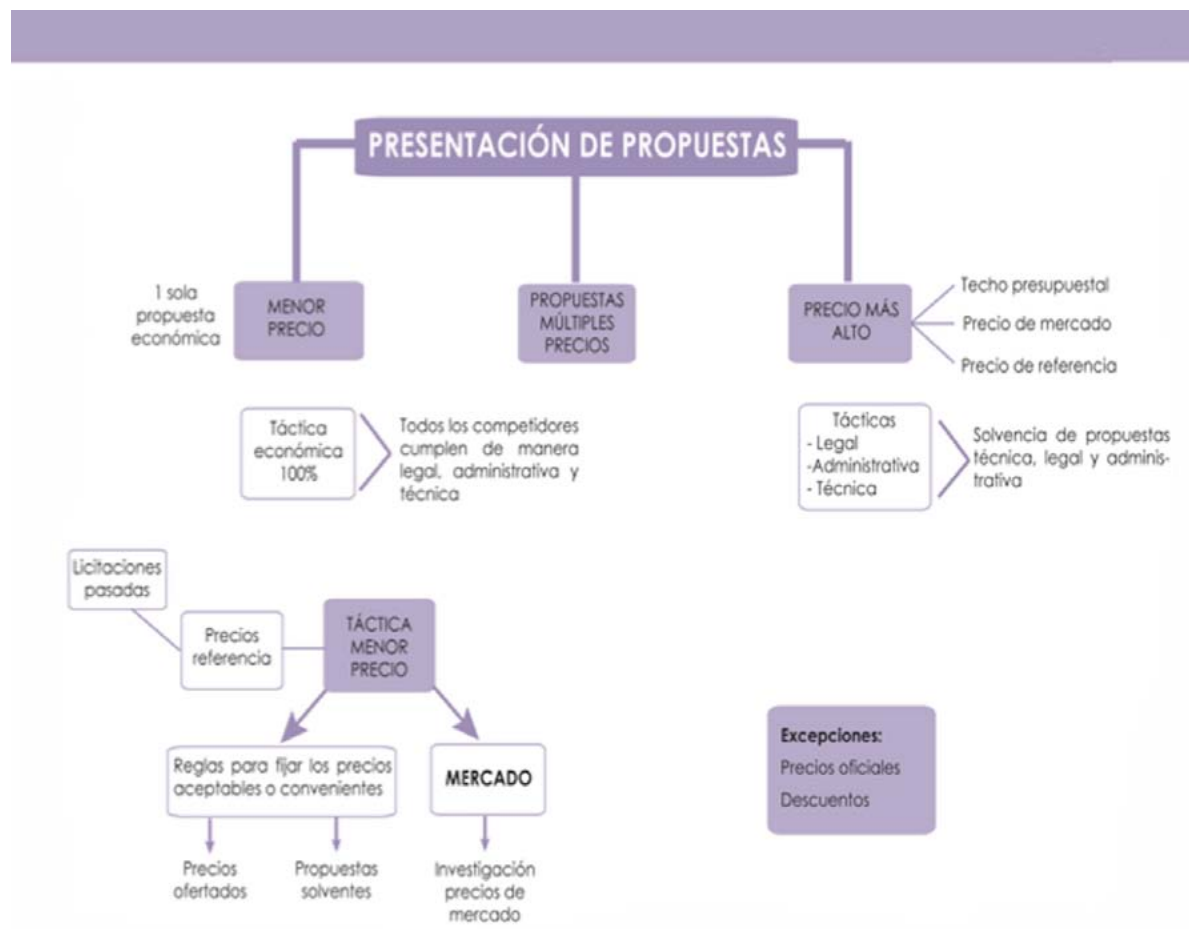 PRESENTACIÓN DE PROPUESTAS
1 sola
propuesta
económica
MENOR
PRECIO
PROPUESTAS
MÚLTIPLES
PRECIOS
PRECIO MÁS
ALTO
Techo presupuestal
Precio de mercado
Precio de referencia
Táctica
económica
100%
Todos los competidores
cumplen de manera
legal, administrativa y
técnica
Tácticas
- Legal
-Administrativa
- Técnica
Solvencia de propuestas
técnica, legal y adminis-
trativa
Licitaciones
pasadas
Precios
referencia
TÁCTICA
MENOR
PRECIO
Reglas para fijar los precios
aceptables o convenientes
MERCADO
Precios
ofertados
Propuestas
solventes
Investigación
precios de
mercado
Excepciones:
Precios oficiales
Descuentos